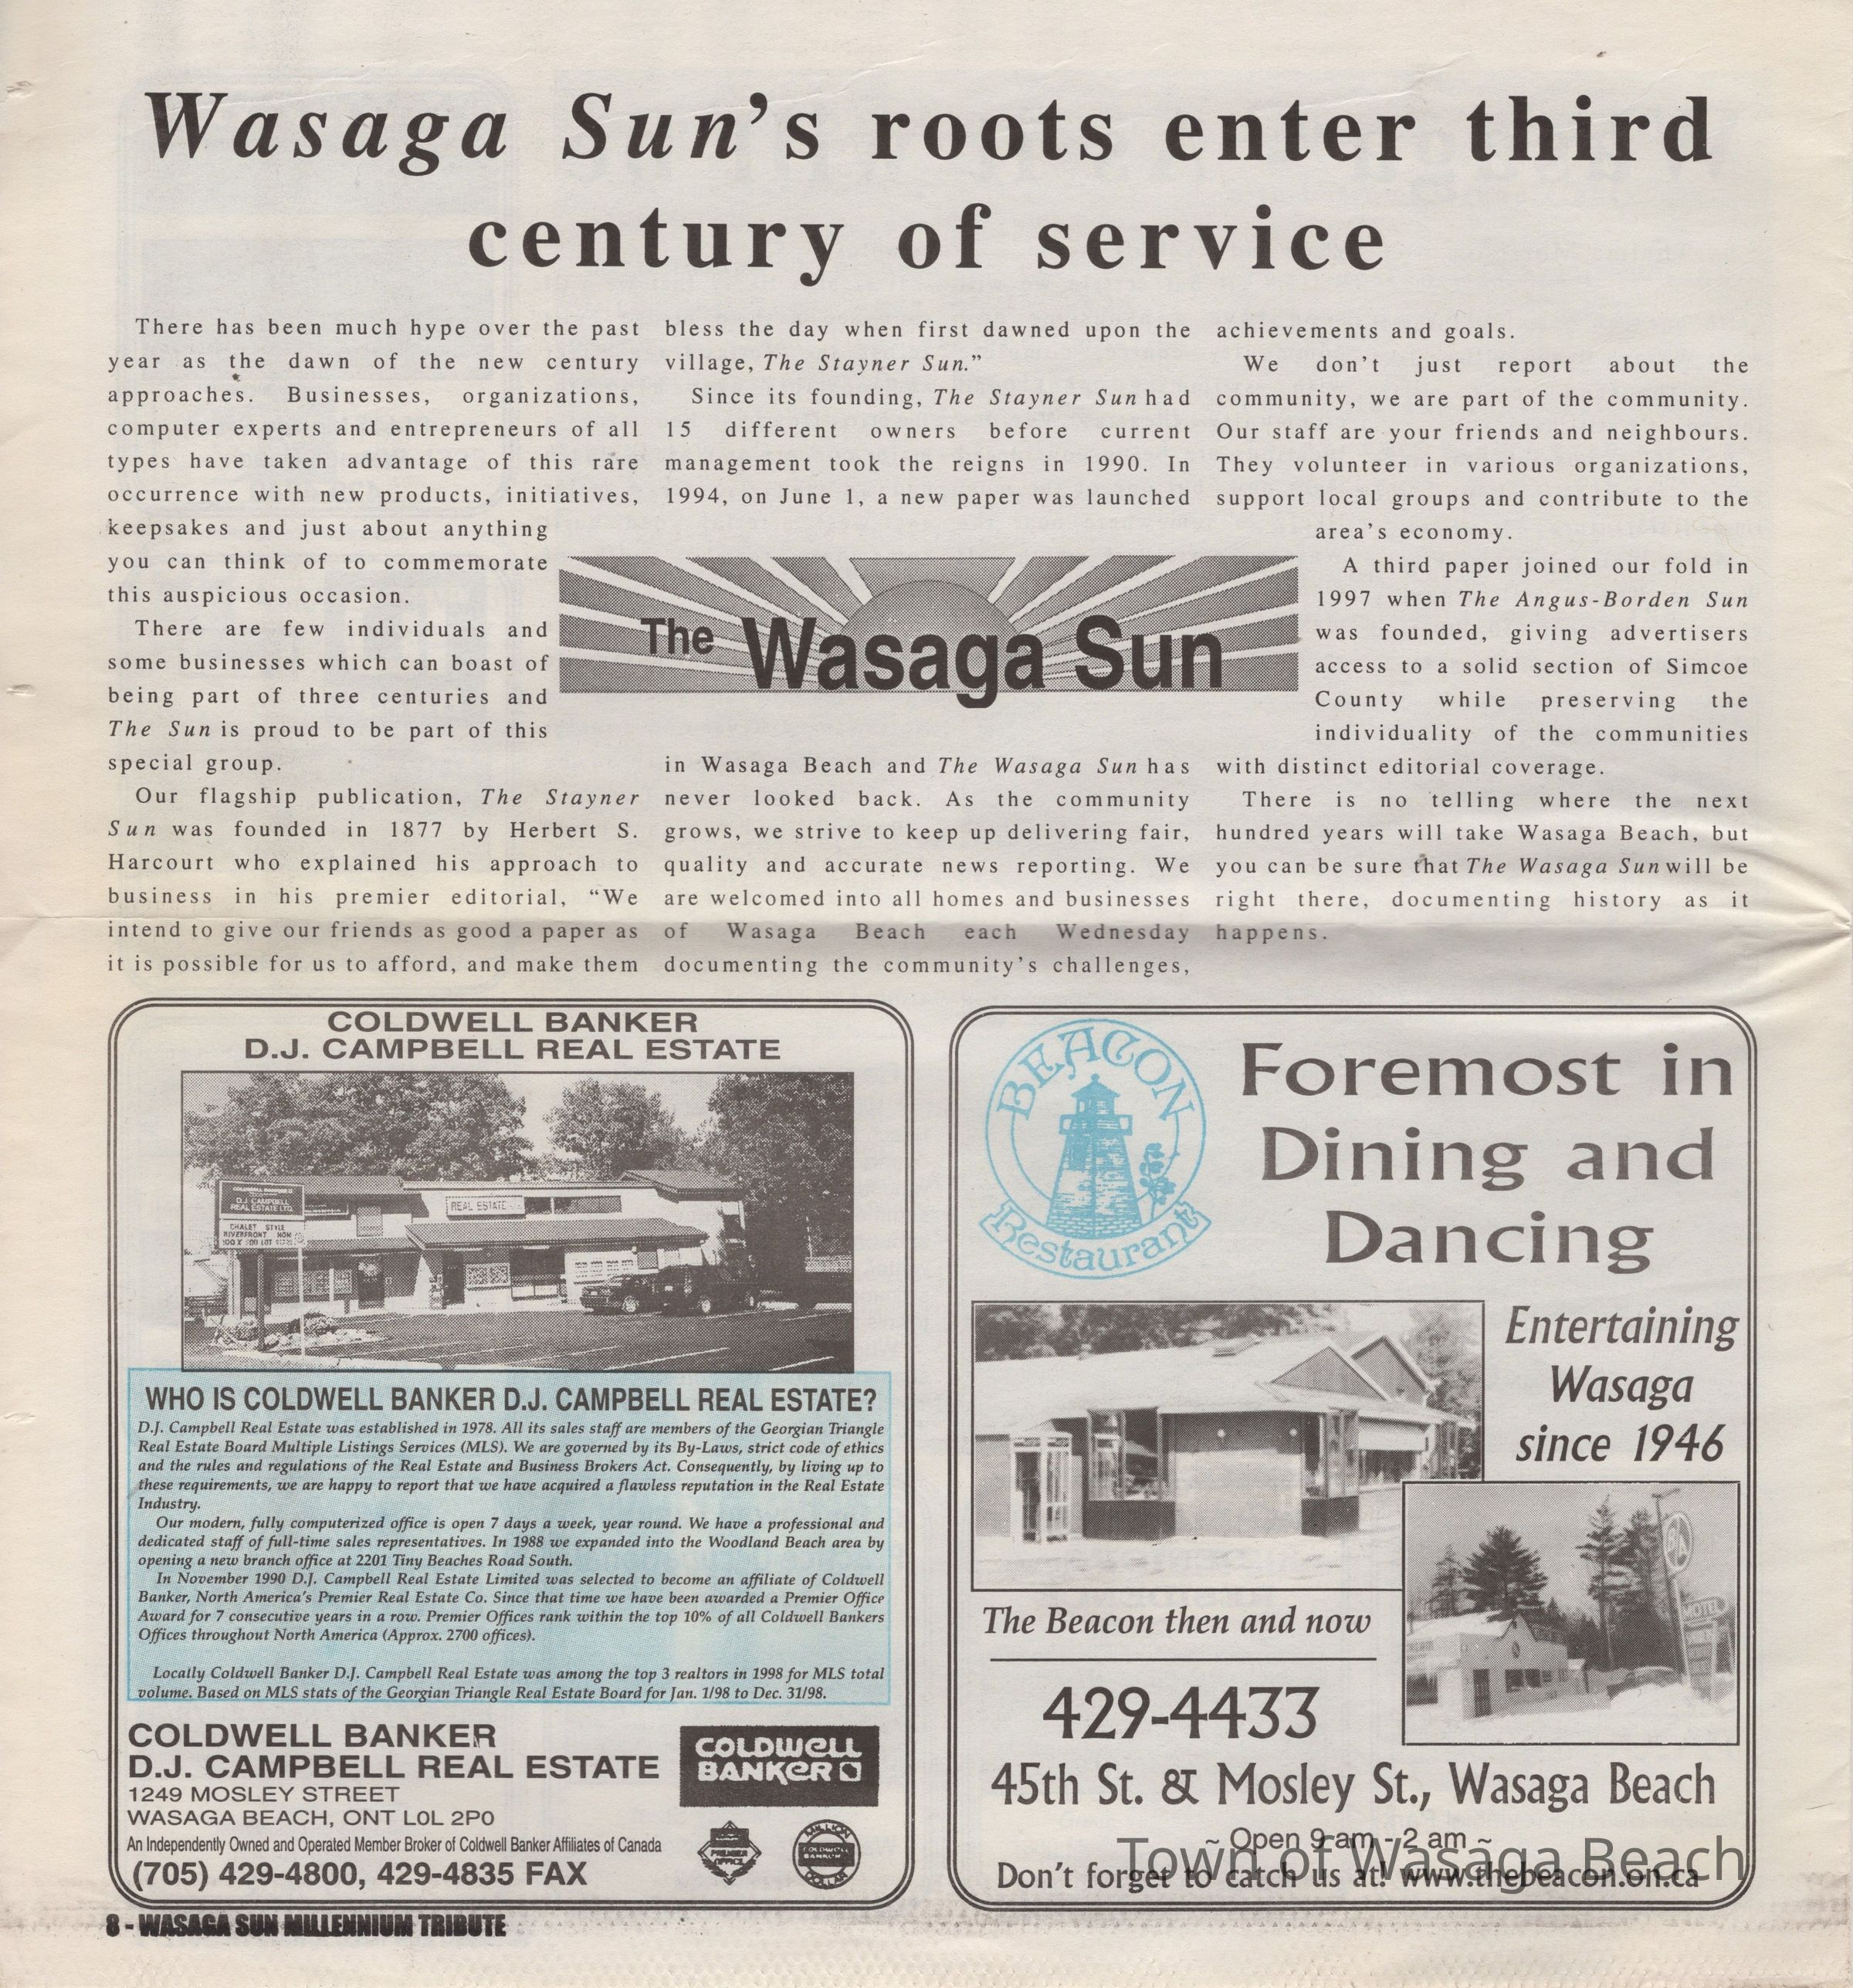 Wasaga Sun's roots enter third
century of service
There has been much hype over the past
year as the dawn of the new century
approaches. Businesses, organizations,
computer experts and entrepreneurs of all
types have taken advantage of this rare
occurrence with new products, initiatives,
keepsakes and just about anything
you can think of to commemorate
this auspicious occasion.
There are few individuals and
some businesses which can boast of
being part of three centuries and
The Sun is proud to be part of this
special group.
Our flagship publication, The Stayner
Sun was founded in 1877 by Herbert S.
Harcourt who explained his approach to
business in his premier editorial, “We
intend to give our friends as good a paper as
it is possible for us to afford, and make them
bless the day when first dawned upon the
village, The Stayner Sun.”
Since its founding, The Stayner Sun had
15 different owners before current
management took the reigns in 1990. In
1994, on June 1, a new paper was launched
The Wasaga Sun
in Wasaga Beach and The Wasaga Sun has
never looked back. As the community
grows, we strive to keep up delivering fair,
quality and accurate news reporting. We
are welcomed into all homes and businesses
of Wasaga Beach each Wednesday
documenting the community's challenges,
achievements and goals.
We don't just report about the
community, we are part of the community.
Our staff are your friends and neighbours.
They volunteer in various organizations,
support local groups and contribute to the
area's economy.
A third paper joined our fold in
1997 when The Angus-Borden Sun
was founded, giving advertisers
access to a solid section of Simcoe
County while preserving the
individuality of the communities
with distinct editorial coverage.
There is no telling where the next
hundred years will take Wasaga Beach, but
you can be sure that The Wasaga Sun will be
right there, documenting history as it
happens.
COLDWELL BANKER
D.J. CAMPBELL REAL ESTATE
COLDWELL BANKER
D.J. CAMPBELL
REAL ESTATE LTD.
CHALET STYLE
RIVERFRONT
REAL ESTATE
WHO IS COLDWELL BANKER D.J. CAMPBELL REAL ESTATE?
D.J. Campbell Real Estate was established in 1978. All its sales staff are members of the Georgian Triangle
Real Estate Board Multiple Listings Services (MLS). We are governed by its By-Laws, strict code of ethics
and the rules and regulations of the Real Estate and Business Brokers Act. Consequently, by living up to
these requirements, we are happy to report that we have acquired a flawless reputation in the Real Estate
Industry.
Our modern, fully computerized office is open 7 days a week, year round. We have a professional and
dedicated staff of full-time sales representatives. In 1988 we expanded into the Woodland Beach area by
opening a new branch office at 2201 Tiny Beaches Road South.
In November 1990 D.J. Campbell Real Estate Limited was selected to become an affiliate of Coldwell
Banker, North America's Premier Real Estate Co. Since that time we have been awarded a Premier Office
Award for 7 consecutive years in a row. Premier Offices rank within the top 10% of all Coldwell Bankers
Offices throughout North America (Approx. 2700 offices).
Locally Coldwell Banker D.J. Campbell Real Estate was among the top 3 realtors in 1998 for MLS total
volume. Based on MLS stats of the Georgian Triangle Real Estate Board for Jan. 1/98 to Dec. 31/98.
COLDWELL BANKER
D.J. CAMPBELL REAL ESTATE
1249 MOSLEY STREET
WASAGA BEACH, ONT L0L 2P0
An Independently Owned and Operated Member Broker of Coldwell Banker Affiliates of Canada
(705) 429-4800, 429-4835 FAX
COLDWELL
BANKER
PREMIER
OFFICE
MILLION
COLDWELL
BANKER
DOLLAR
BEACON
Restaurant
Foremost in
Dining and
Dancing
Entertaining
Wasaga
since 1946
B/A
MOTEL
The Beacon then and now
429-4433
45th St. & Mosley St., Wasaga Beach
~ Open 9 am - 2 am ~
Don't forget to catch us at! www.thebeacon.on.ca
Town of Wasaga Beach
8 - WASAGA SUN MILLENNIUM TRIBUTE